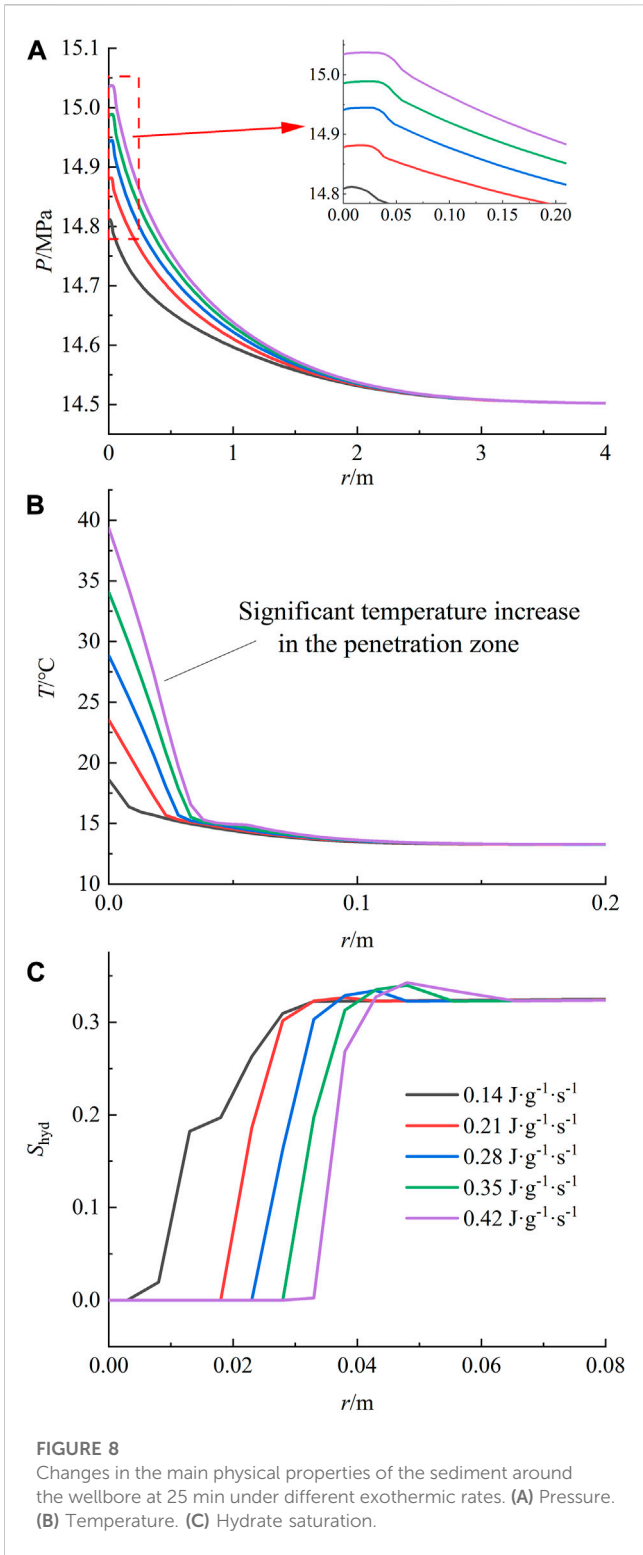 A
15.1
15.0
14.9
14.8
14.7
14.6
14.5
P/MPa
0
1
2
3
4
r/m
15.0
14.9
14.8
0.00
0.05
0.10
0.15
0.20
B
40
35
30
25
20
15
10
T/°C
Significant temperature increase
in the penetration zone
0.0
0.1
0.2
r/m
C
0.3
0.2
0.1
0.0
S_hyd
0.14 J·g⁻¹·s⁻¹
0.21 J·g⁻¹·s⁻¹
0.28 J·g⁻¹·s⁻¹
0.35 J·g⁻¹·s⁻¹
0.42 J·g⁻¹·s⁻¹
0.00
0.02
0.04
0.06
0.08
r/m
FIGURE 8
Changes in the main physical properties of the sediment around
the wellbore at 25 min under different exothermic rates. (A) Pressure.
(B) Temperature. (C) Hydrate saturation.